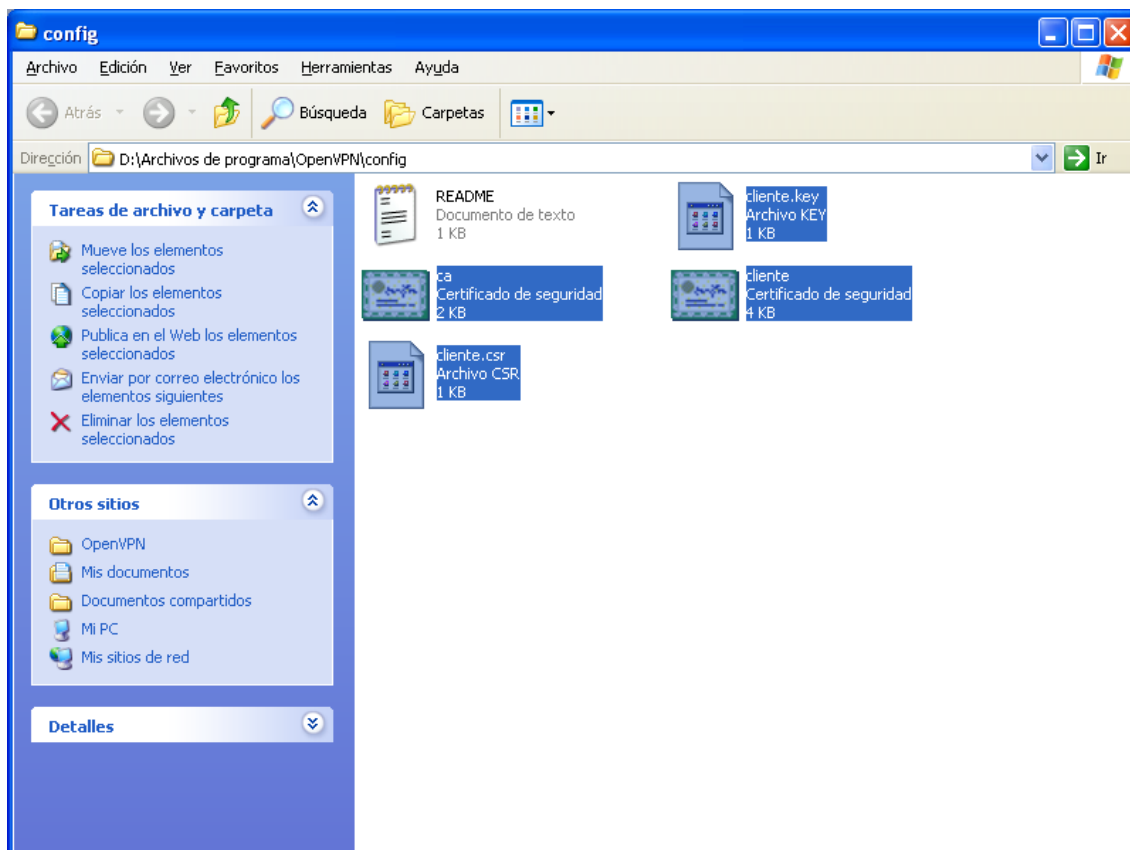 config
Archivo Edición Ver Favoritos Herramientas Ayuda
Atrás Búsqueda Carpetas
Dirección D:\Archivos de programa\OpenVPN\config Ir
Tareas de archivo y carpeta
Mueve los elementos
seleccionados
Copiar los elementos
seleccionados
Publica en el Web los elementos
seleccionados
Enviar por correo electrónico los
elementos siguientes
Eliminar los elementos
seleccionados
Otros sitios
OpenVPN
Mis documentos
Documentos compartidos
Mi PC
Mis sitios de red
Detalles
README
Documento de texto
1 KB
cliente.key
Archivo KEY
1 KB
ca
Certificado de seguridad
2 KB
cliente
Certificado de seguridad
4 KB
cliente.csr
Archivo CSR
1 KB